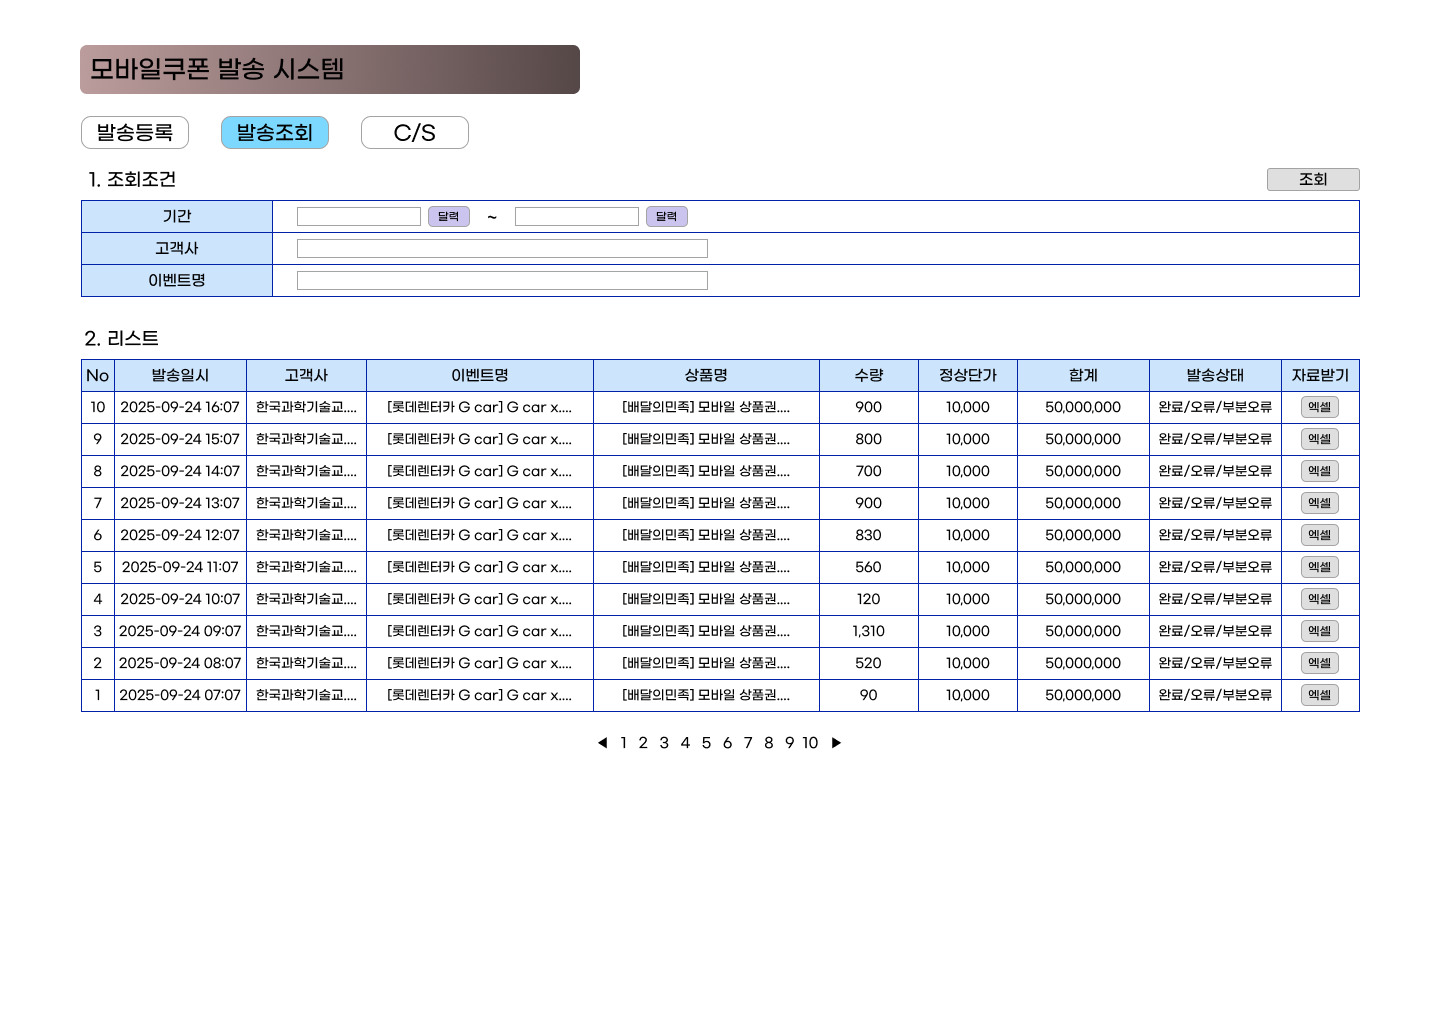 모바일쿠폰 발송 시스템
발송등록 발송조회 C/S
1. 조회조건 조회
기간 달력 ~ 달력
고객사
이벤트명
2. 리스트
No 발송일시 고객사 이벤트명 상품명 수량 정상단가 합계 발송상태 자료받기
10 2025-09-24 16:07 한국과학기술교.... [롯데렌터카 G car] G car x.... [배달의민족] 모바일 상품권.... 900 10,000 50,000,000 완료/오류/부분오류 엑셀
9 2025-09-24 15:07 한국과학기술교.... [롯데렌터카 G car] G car x.... [배달의민족] 모바일 상품권.... 800 10,000 50,000,000 완료/오류/부분오류 엑셀
8 2025-09-24 14:07 한국과학기술교.... [롯데렌터카 G car] G car x.... [배달의민족] 모바일 상품권.... 700 10,000 50,000,000 완료/오류/부분오류 엑셀
7 2025-09-24 13:07 한국과학기술교.... [롯데렌터카 G car] G car x.... [배달의민족] 모바일 상품권.... 900 10,000 50,000,000 완료/오류/부분오류 엑셀
6 2025-09-24 12:07 한국과학기술교.... [롯데렌터카 G car] G car x.... [배달의민족] 모바일 상품권.... 830 10,000 50,000,000 완료/오류/부분오류 엑셀
5 2025-09-24 11:07 한국과학기술교.... [롯데렌터카 G car] G car x.... [배달의민족] 모바일 상품권.... 560 10,000 50,000,000 완료/오류/부분오류 엑셀
4 2025-09-24 10:07 한국과학기술교.... [롯데렌터카 G car] G car x.... [배달의민족] 모바일 상품권.... 120 10,000 50,000,000 완료/오류/부분오류 엑셀
3 2025-09-24 09:07 한국과학기술교.... [롯데렌터카 G car] G car x.... [배달의민족] 모바일 상품권.... 1,310 10,000 50,000,000 완료/오류/부분오류 엑셀
2 2025-09-24 08:07 한국과학기술교.... [롯데렌터카 G car] G car x.... [배달의민족] 모바일 상품권.... 520 10,000 50,000,000 완료/오류/부분오류 엑셀
1 2025-09-24 07:07 한국과학기술교.... [롯데렌터카 G car] G car x.... [배달의민족] 모바일 상품권.... 90 10,000 50,000,000 완료/오류/부분오류 엑셀
◀ 1 2 3 4 5 6 7 8 9 10 ▶